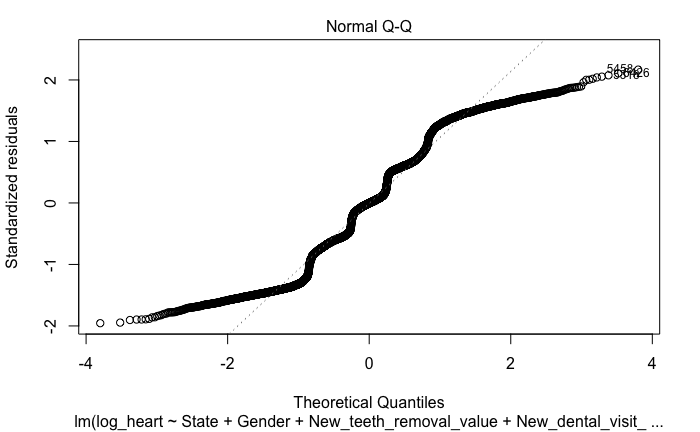 Normal Q-Q
Standardized residuals
2
1
0
-1
-2
5458
-4
-2
0
2
4
Theoretical Quantiles
lm(log_heart ~ State + Gender + New_teeth_removal_value + New_dental_visit_ ...